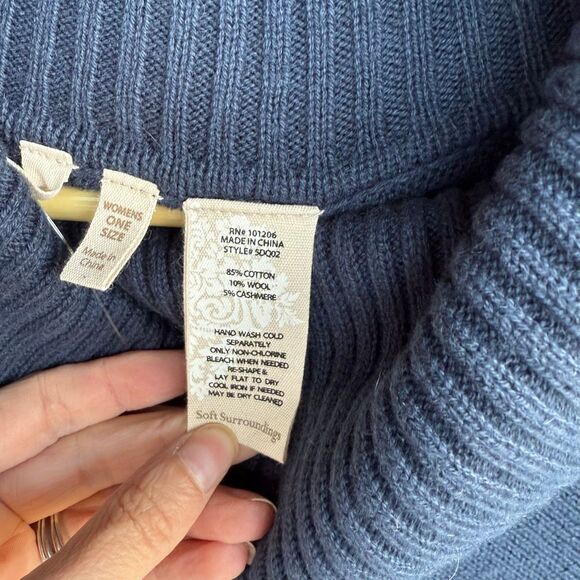 WOMENS
ONE
SIZE
Made in
China
RN# 101206
MADE IN CHINA
STYLE# 5DQ02
85% COTTON
10% WOOL
5% CASHMERE
HAND WASH COLD
SEPARATELY
ONLY NON-CHLORINE
BLEACH WHEN NEEDED
RE-SHAPE &
LAY FLAT TO DRY
COOL IRON IF NEEDED
MAY BE DRY CLEANED
Soft Surroundings